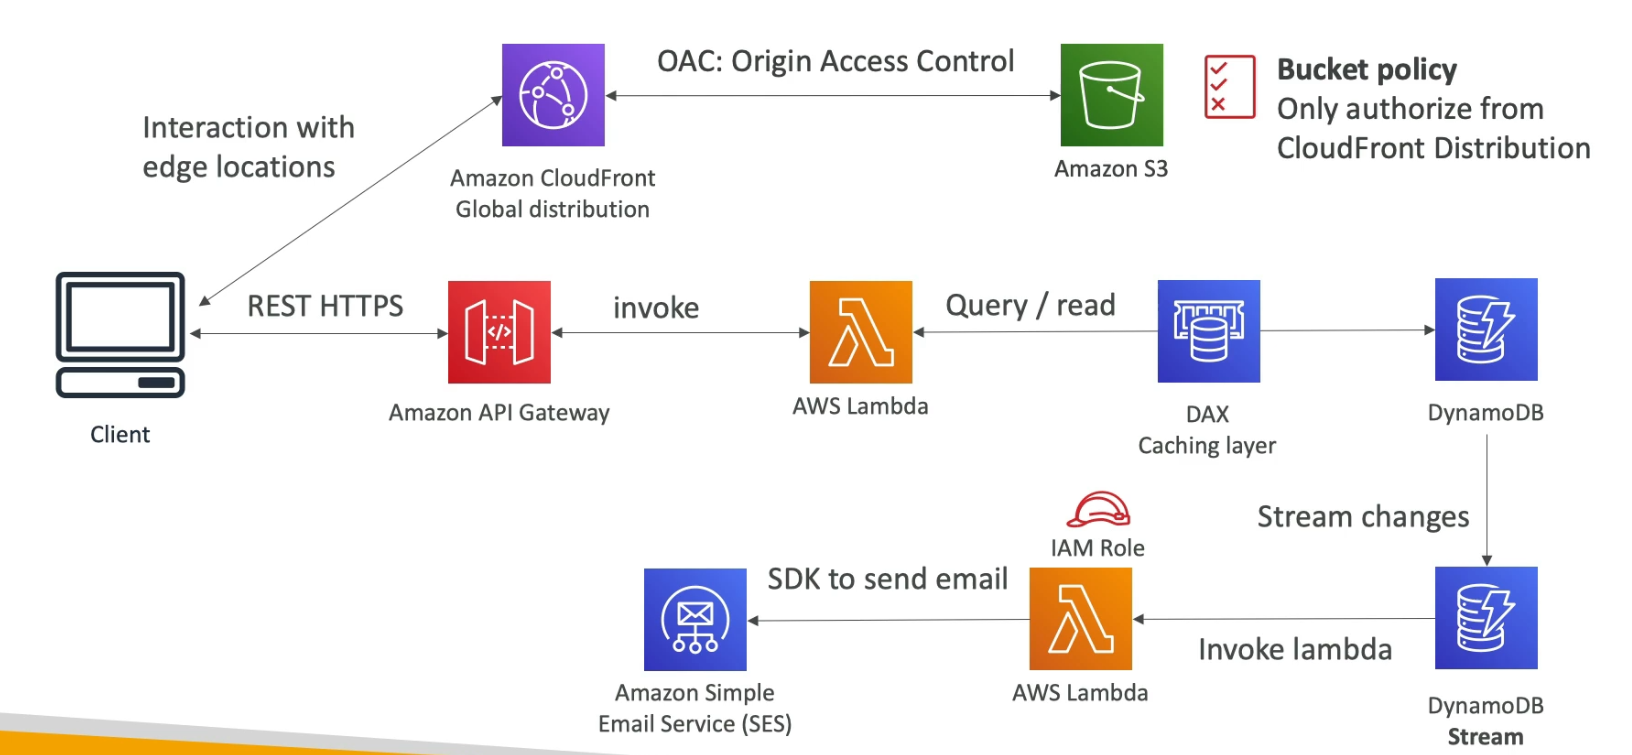 OAC: Origin Access Control
Bucket policy
Only authorize from
CloudFront Distribution
Interaction with
edge locations
Amazon CloudFront
Global distribution
Amazon S3
REST HTTPS
invoke
Query / read
</>
Client
Amazon API Gateway
AWS Lambda
DAX
Caching layer
DynamoDB
Stream changes
IAM Role
SDK to send email
Invoke lambda
Amazon Simple
Email Service (SES)
AWS Lambda
DynamoDB
Stream